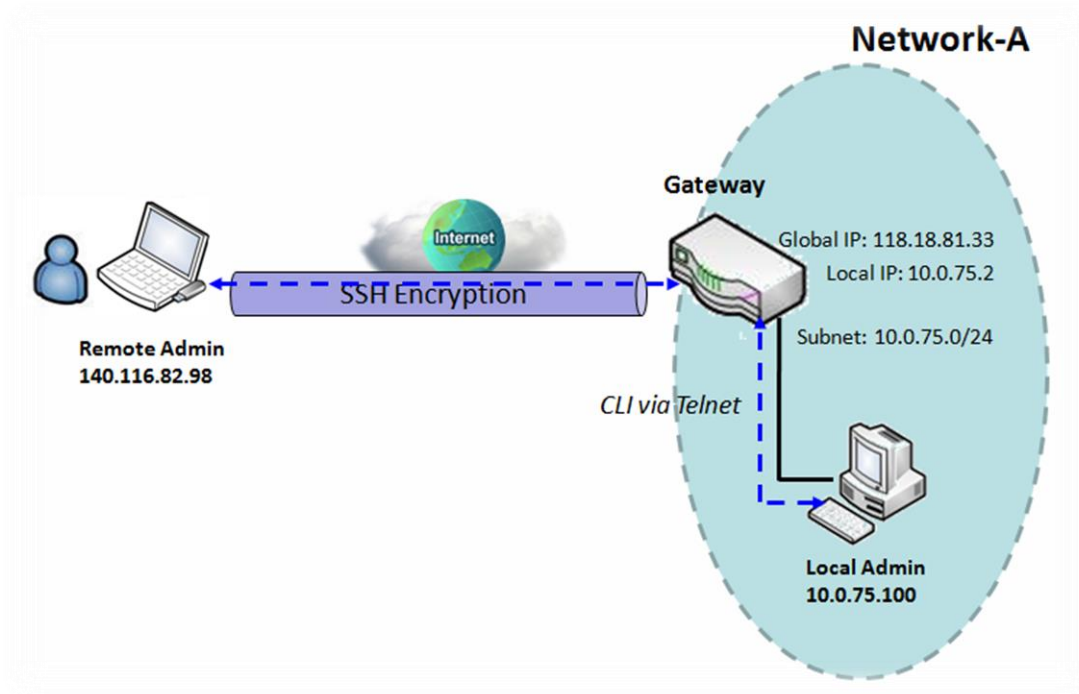 Network-A
Gateway
Global IP: 118.18.81.33
Local IP: 10.0.75.2
Internet
SSH Encryption
Subnet: 10.0.75.0/24
Remote Admin
140.116.82.98
CLI via Telnet
Local Admin
10.0.75.100